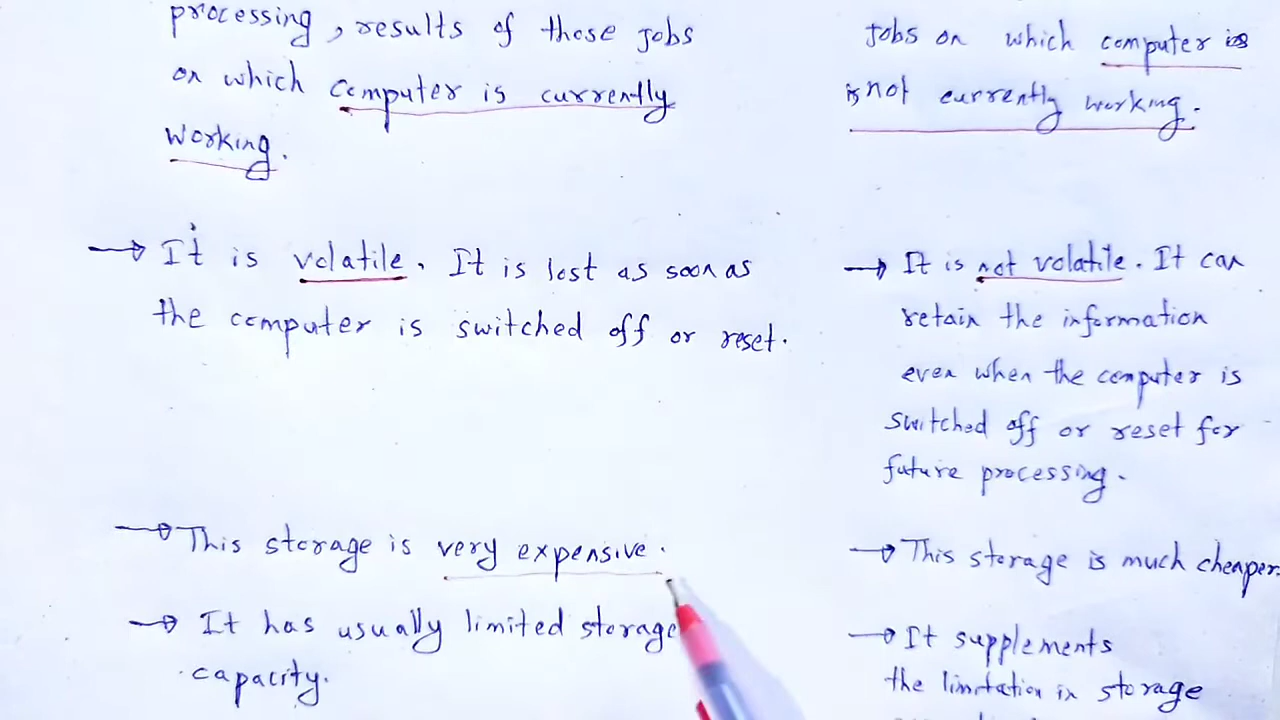 processing, results of those jobs
on which computer is currently
working.
→ It is volatile. It is lost as soon as
the computer is switched off or reset.
→ This storage is very expensive.
→ It has usually limited storage
capacity.
jobs on which computer is
is not currently working.
→ It is not volatile. It can
retain the information
even when the computer is
switched off or reset for
future processing.
→ This storage is much cheaper.
→ It supplements
the limitation in storage